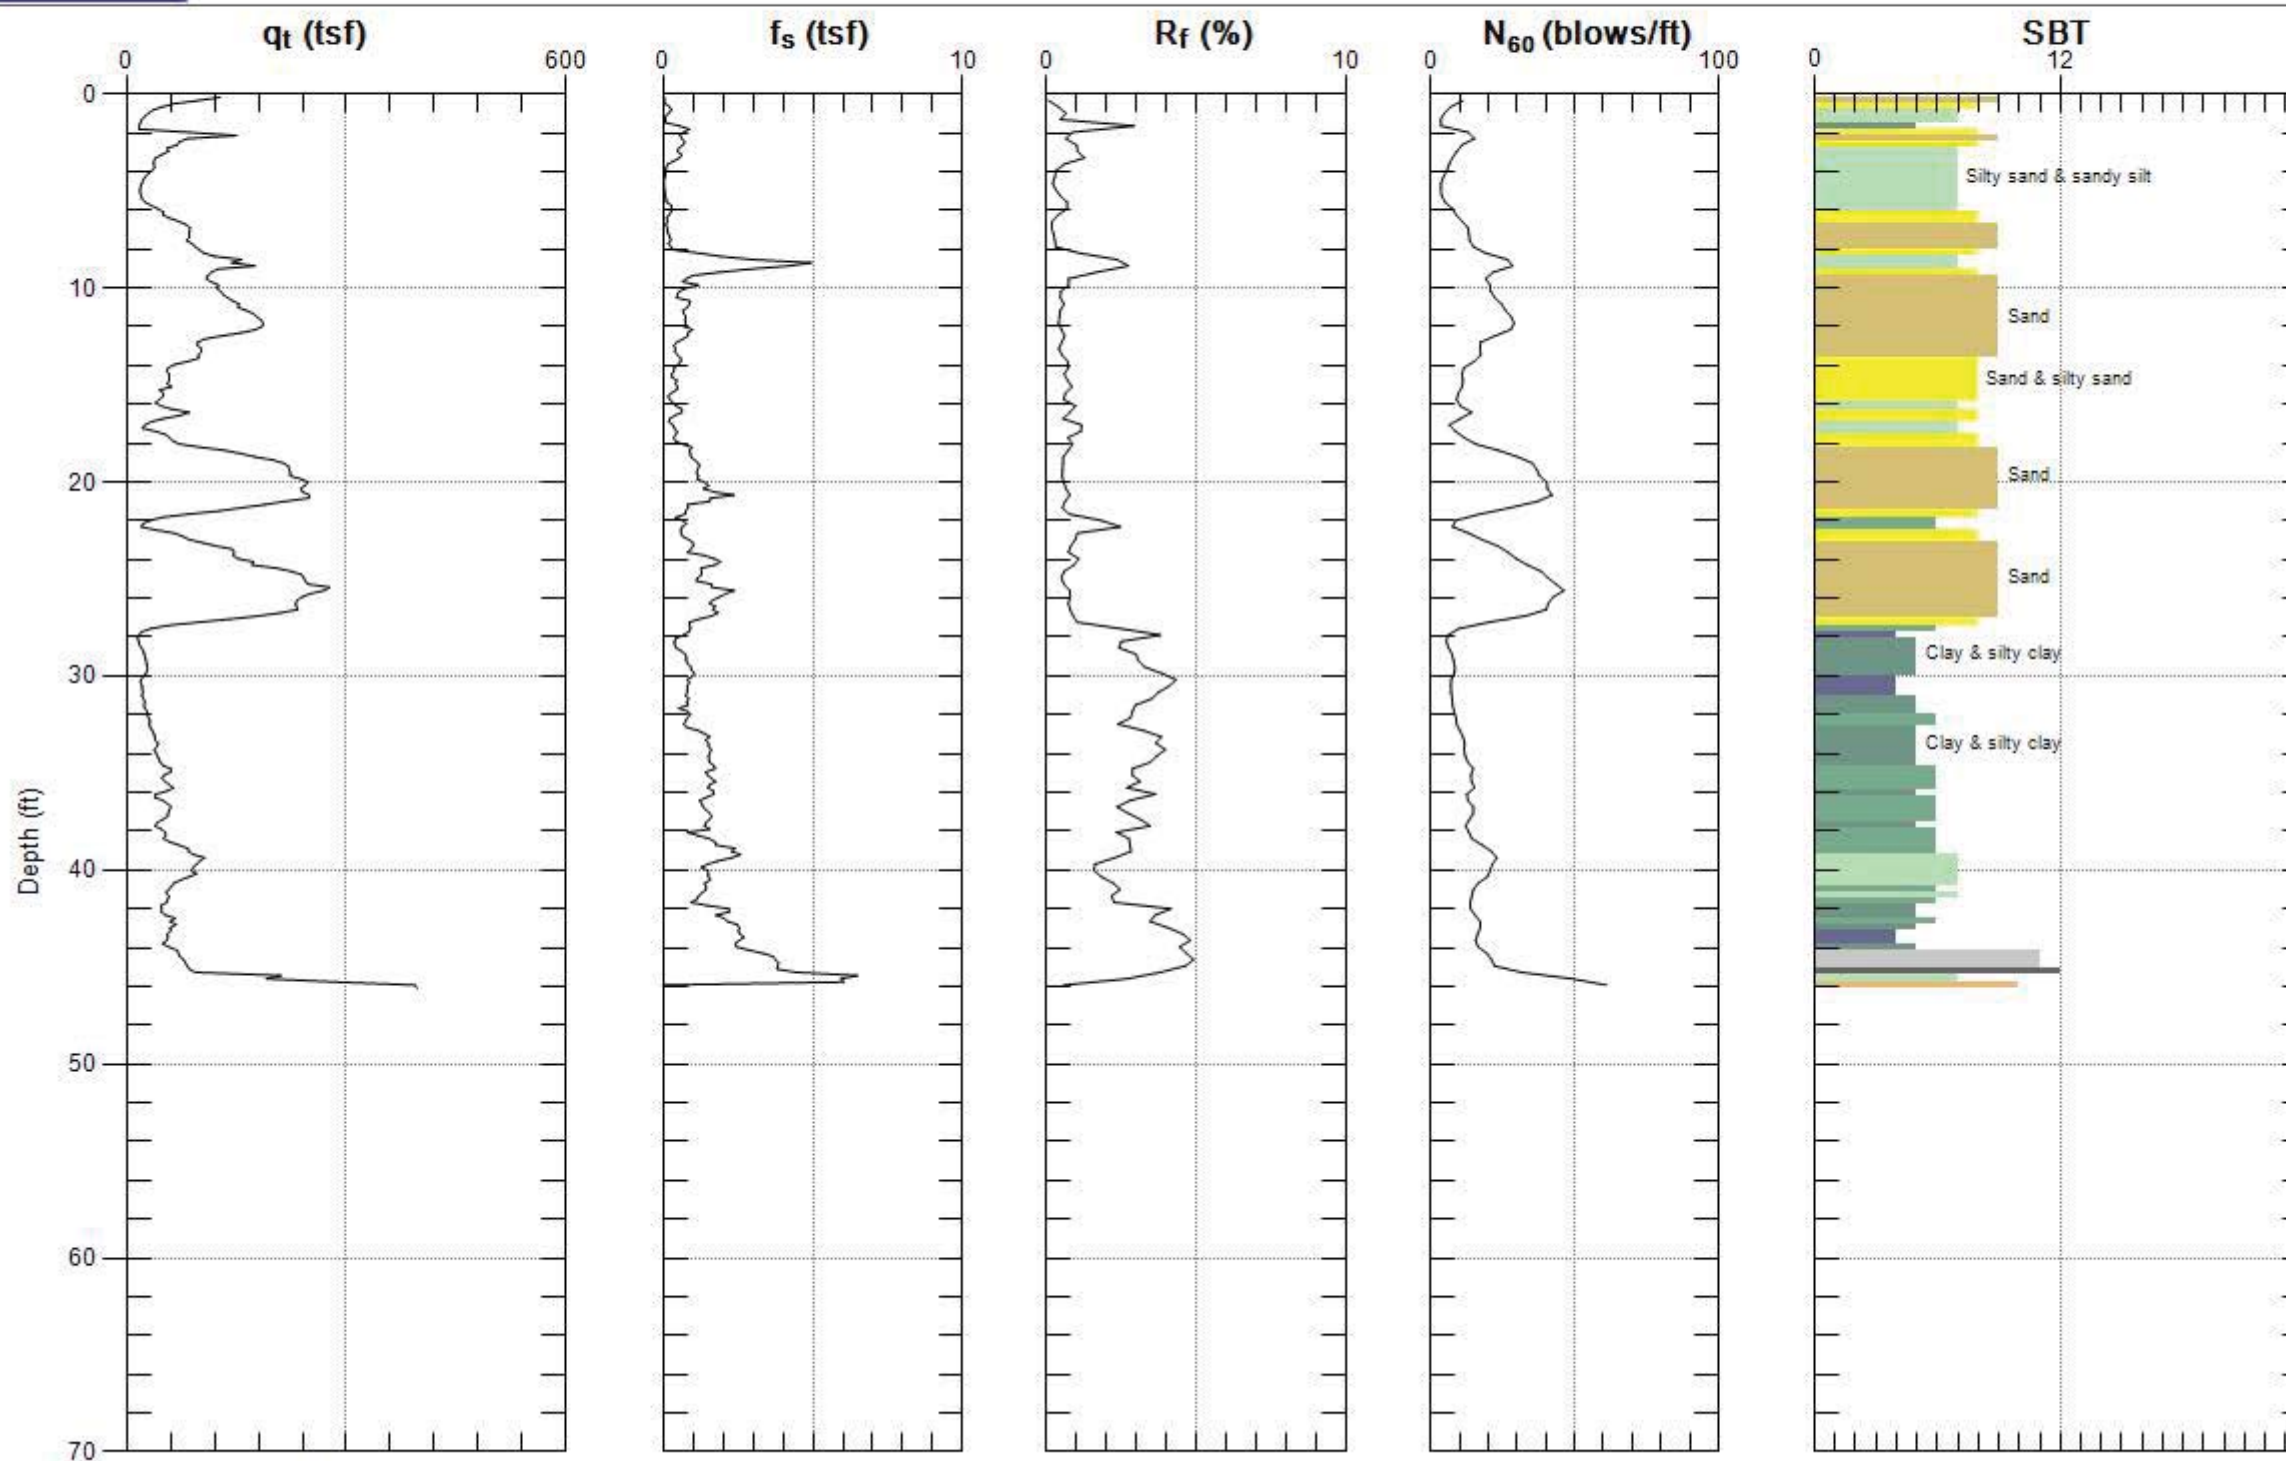 qt (tsf)
0 600
fs (tsf)
0 10
Rf (%)
0 10
N60 (blows/ft)
0 100
SBT
0 12
Depth (ft)
0
10
20
30
40
50
60
70
Silty sand & sandy silt
Sand
Sand & silty sand
Sand
Sand
Clay & silty clay
Clay & silty clay